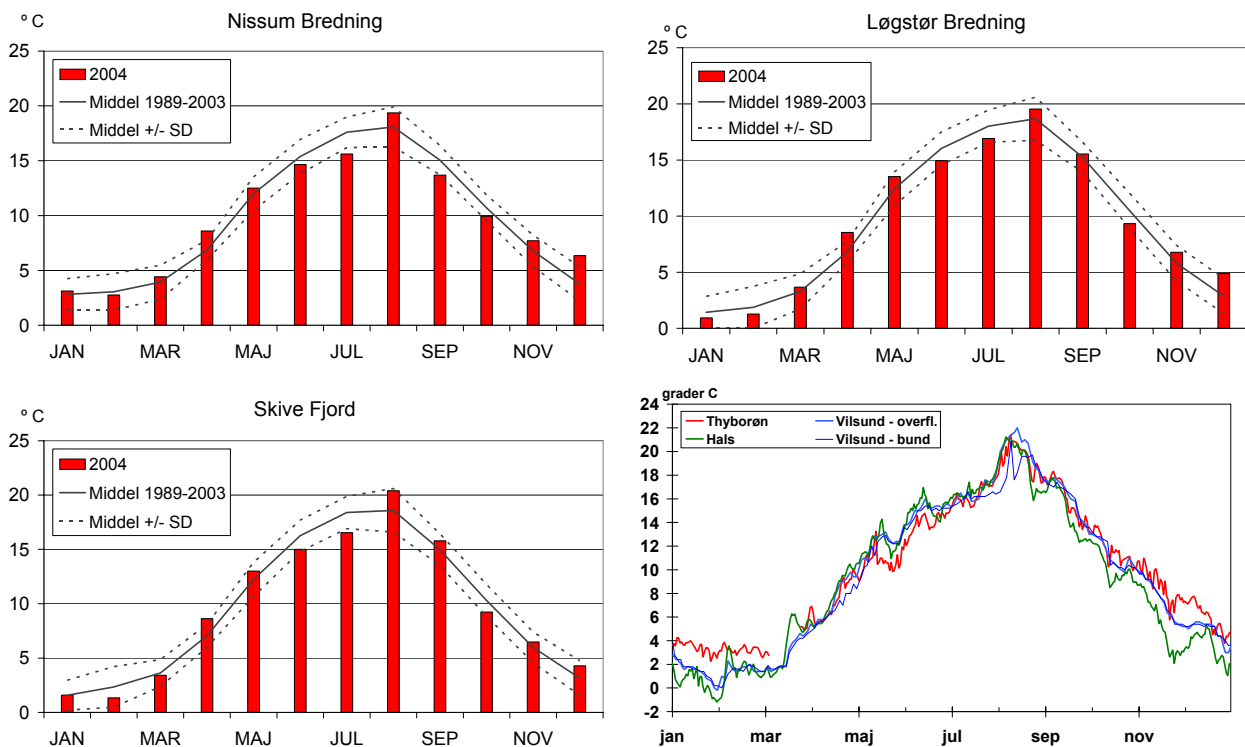 Nissum Bredning
º C
25
20
15
10
5
0
2004
Middel 1989-2003
Middel +/- SD
JAN MAR MAJ JUL SEP NOV
Løgstør Bredning
º C
25
20
15
10
5
0
2004
Middel 1989-2003
Middel +/- SD
JAN MAR MAJ JUL SEP NOV
Skive Fjord
º C
25
20
15
10
5
0
2004
Middel 1989-2003
Middel +/- SD
JAN MAR MAJ JUL SEP NOV
grader C
24
22
20
18
16
14
12
10
8
6
4
2
0
-2
Thyborøn Vilsund - overfl.
Hals Vilsund - bund
jan mar maj jul sep nov